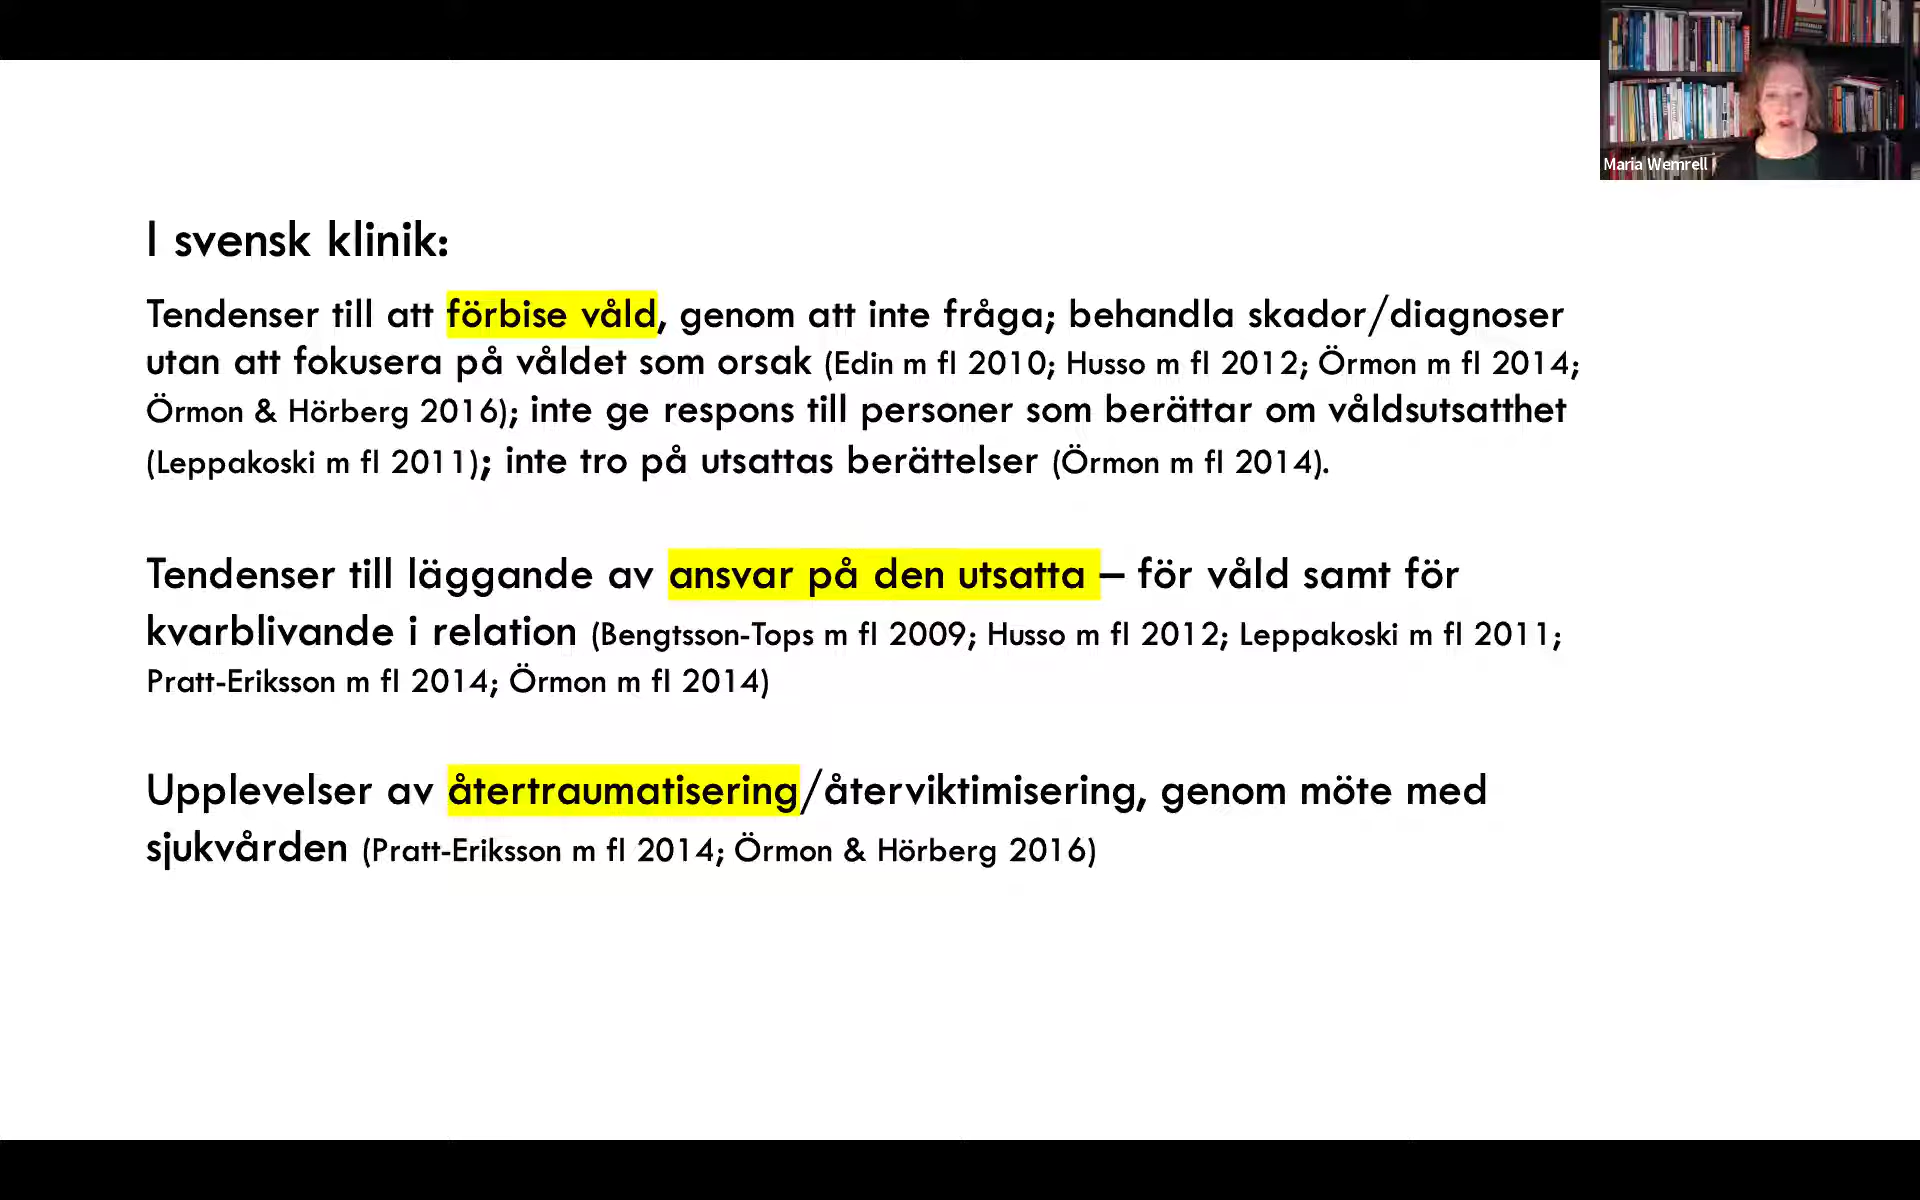 Maria Wemrell
I svensk klinik:
Tendenser till att förbise våld, genom att inte fråga; behandla skador/diagnoser
utan att fokusera på våldet som orsak (Edin m fl 2010; Husso m fl 2012; Örmon m fl 2014;
Örmon & Hörberg 2016); inte ge respons till personer som berättar om våldsutsatthet
(Leppakoski m fl 2011); inte tro på utsattas berättelser (Örmon m fl 2014).
Tendenser till läggande av ansvar på den utsatta – för våld samt för
kvarblivande i relation (Bengtsson-Tops m fl 2009; Husso m fl 2012; Leppakoski m fl 2011;
Pratt-Eriksson m fl 2014; Örmon m fl 2014)
Upplevelser av återtraumatisering/återviktimisering, genom möte med
sjukvården (Pratt-Eriksson m fl 2014; Örmon & Hörberg 2016)